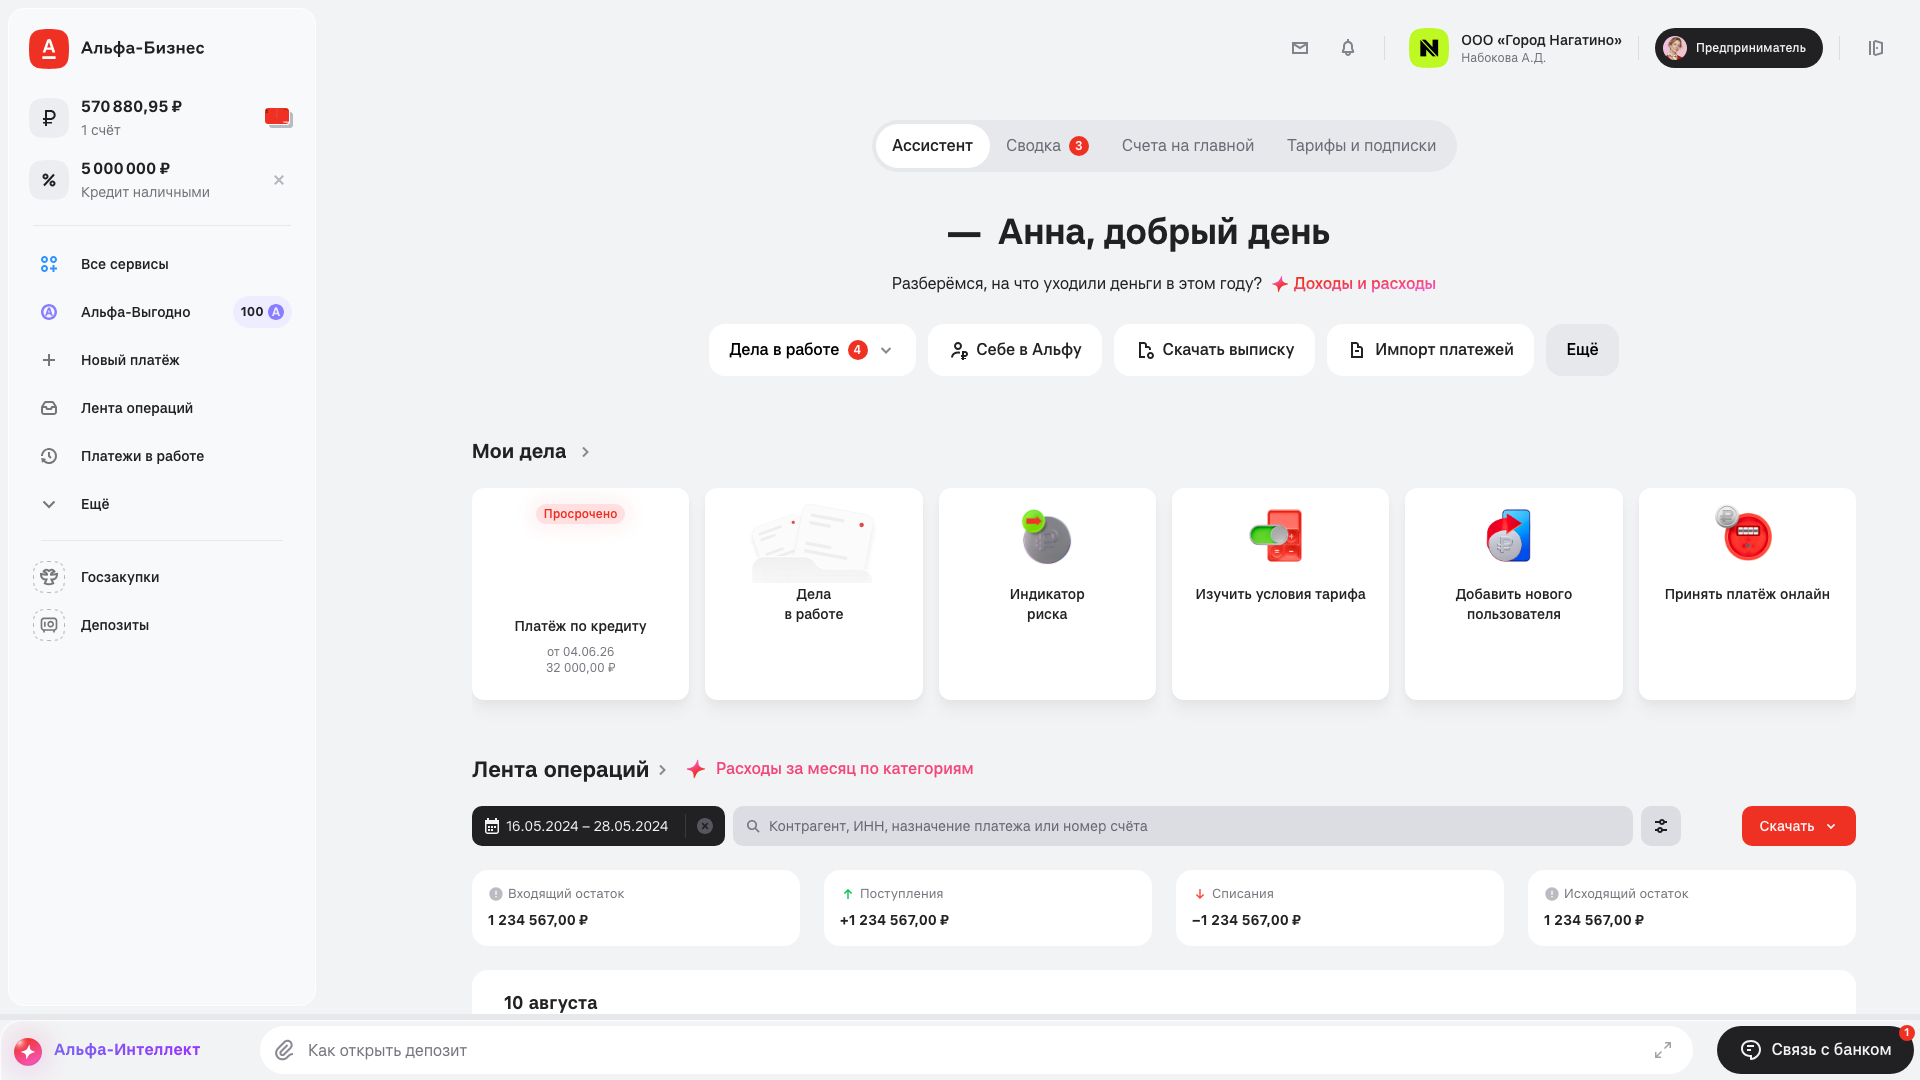 Альфа-Бизнес
570 880,95 ₽
1 счёт
5 000 000 ₽
Кредит наличными
Все сервисы
Альфа-Выгодно
100
Новый платёж
Лента операций
Платежи в работе
Ещё
Госзакупки
Депозиты
ООО «Город Нагатино»
Набокова А.Д.
Предприниматель
Ассистент
Сводка 3
Счета на главной
Тарифы и подписки
— Анна, добрый день
Разберёмся, на что уходили деньги в этом году? Доходы и расходы
Дела в работе 4
Себе в Альфу
Скачать выписку
Импорт платежей
Ещё
Мои дела
Просрочено
Платёж по кредиту
от 04.06.26
32 000,00 ₽
Дела
в работе
Индикатор
риска
Изучить условия тарифа
Добавить нового
пользователя
Принять платёж онлайн
Лента операций
Расходы за месяц по категориям
16.05.2024 – 28.05.2024
Контрагент, ИНН, назначение платежа или номер счёта
Скачать
Входящий остаток
1 234 567,00 ₽
Поступления
+1 234 567,00 ₽
Списания
−1 234 567,00 ₽
Исходящий остаток
1 234 567,00 ₽
10 августа
Альфа-Интеллект
Как открыть депозит
Связь с банком
1